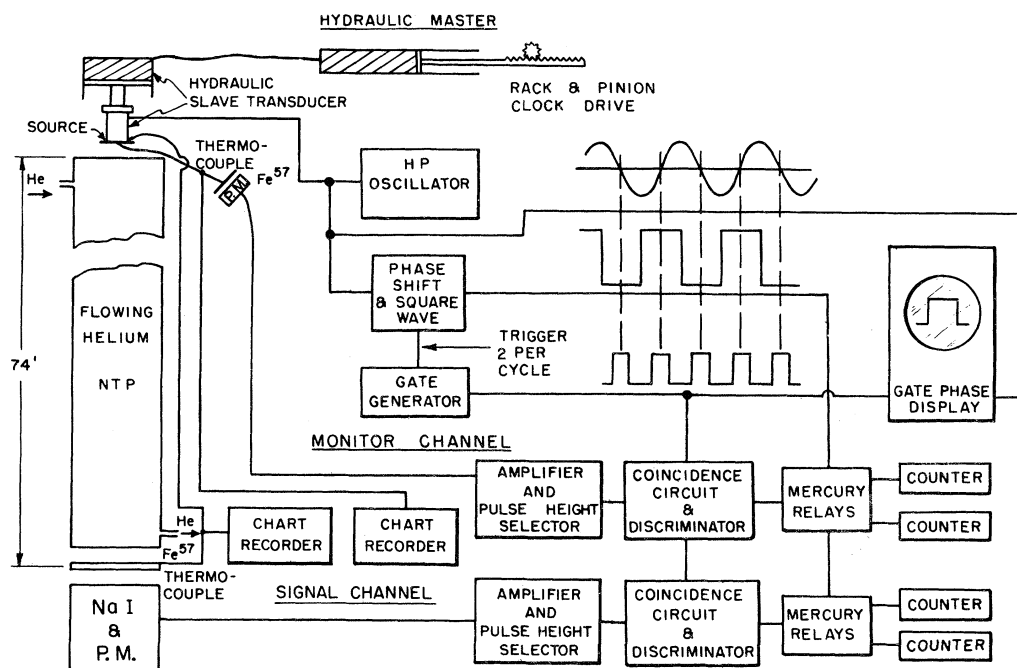 HYDRAULIC MASTER
HYDRAULIC
SLAVE TRANSDUCER
RACK & PINION
CLOCK DRIVE
SOURCE
THERMO-
COUPLE
P.M.
Fe57
He
HP
OSCILLATOR
PHASE
SHIFT
& SQUARE
WAVE
FLOWING
HELIUM
NTP
74'
TRIGGER
2 PER
CYCLE
GATE
GENERATOR
GATE PHASE
DISPLAY
MONITOR CHANNEL
AMPLIFIER
AND
PULSE HEIGHT
SELECTOR
COINCIDENCE
CIRCUIT
&
DISCRIMINATOR
MERCURY
RELAYS
COUNTER
COUNTER
He
CHART
RECORDER
CHART
RECORDER
Fe57
THERMO-
COUPLE
SIGNAL CHANNEL
Na I
&
P.M.
AMPLIFIER
AND
PULSE HEIGHT
SELECTOR
COINCIDENCE
CIRCUIT
&
DISCRIMINATOR
MERCURY
RELAYS
COUNTER
COUNTER